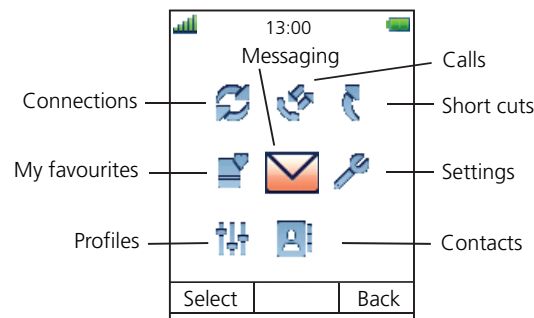 13:00
Messaging
Calls
Connections
Short cuts
My favourites
Settings
Profiles
Contacts
Select Back